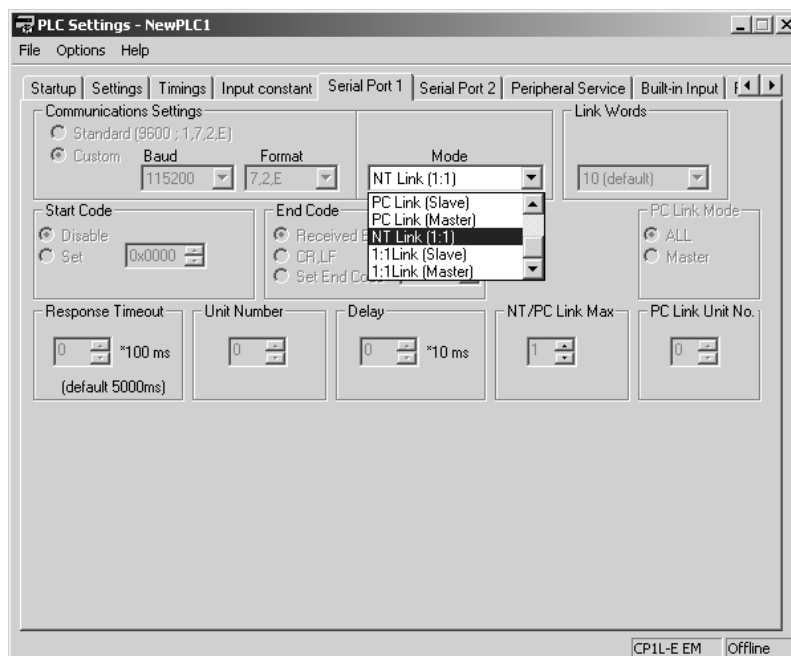 PLC Settings - NewPLC1
File Options Help
Startup Settings Timings Input constant Serial Port 1 Serial Port 2 Peripheral Service Built-in Input
Communications Settings
Standard (9600 ; 1,7,2,E)
Custom
Baud
115200
Format
7,2,E
Mode
NT Link (1:1)
PC Link (Slave)
PC Link (Master)
NT Link (1:1)
1:1Link (Slave)
1:1Link (Master)
Link Words
10 (default)
Start Code
Disable
Set
0x0000
End Code
Received
CR,LF
Set End
PC Link Mode
ALL
Master
Response Timeout
0 *100 ms
(default 5000ms)
Unit Number
0
Delay
0 *10 ms
NT/PC Link Max
1
PC Link Unit No.
0
CP1L-E EM Offline